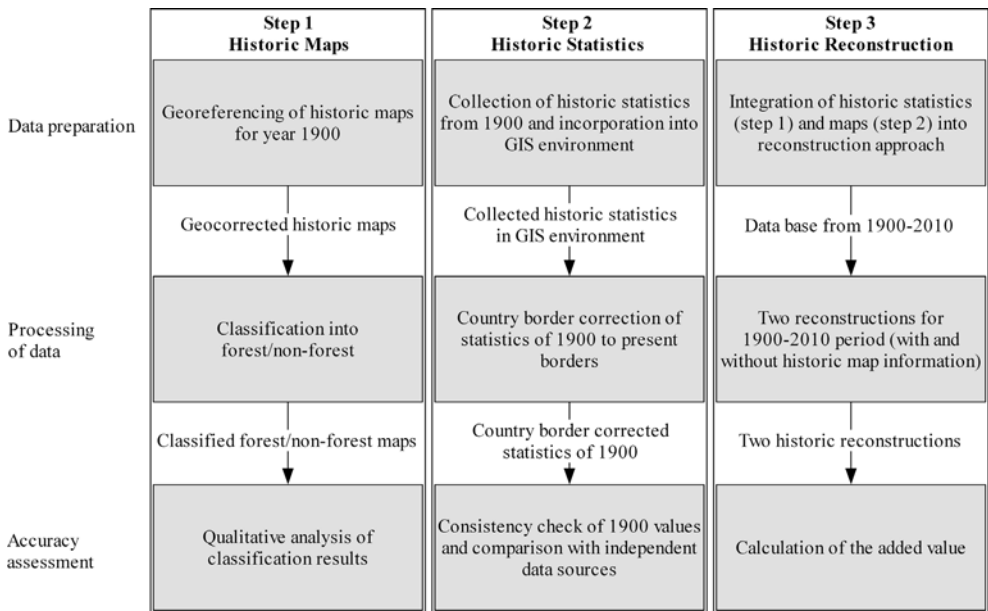 Step 1
Historic Maps
Step 2
Historic Statistics
Step 3
Historic Reconstruction
Data preparation
Georeferencing of historic maps
for year 1900
Collection of historic statistics
from 1900 and incorporation into
GIS environment
Integration of historic statistics
(step 1) and maps (step 2) into
reconstruction approach
Geocorrected historic maps
Collected historic statistics
in GIS environment
Data base from 1900-2010
Processing
of data
Classification into
forest/non-forest
Country border correction of
statistics of 1900 to present
borders
Two reconstructions for
1900-2010 period (with and
without historic map information)
Classified forest/non-forest maps
Country border corrected
statistics of 1900
Two historic reconstructions
Accuracy
assessment
Qualitative analysis of
classification results
Consistency check of 1900 values
and comparison with independent
data sources
Calculation of the added value